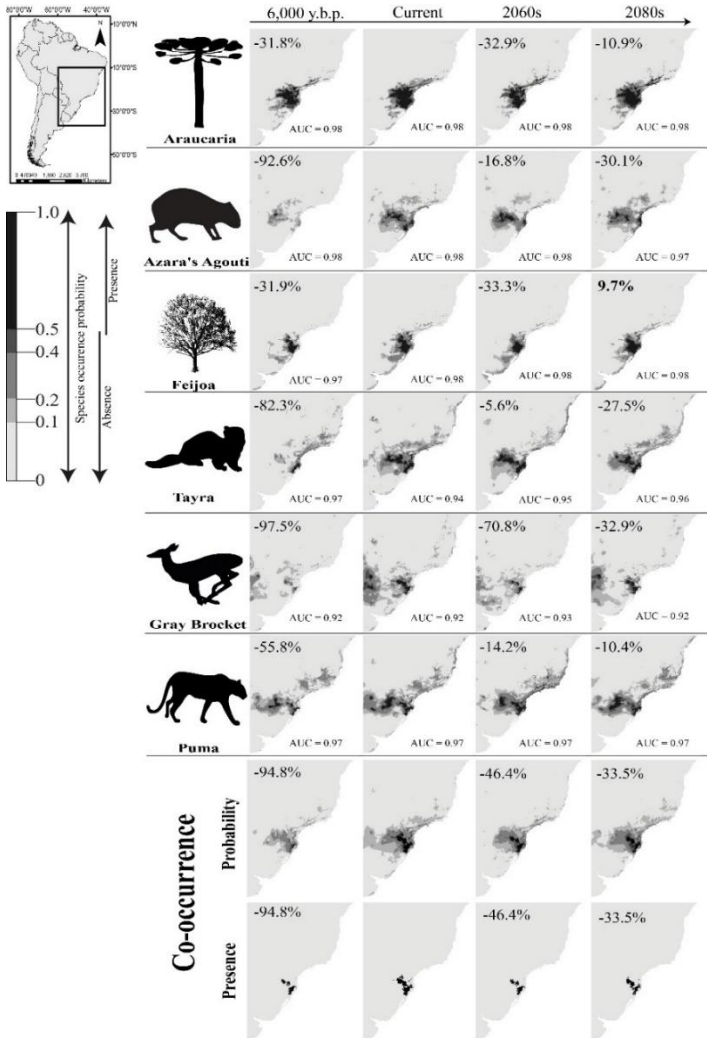 6,000 y.b.p. Current 2060s 2080s
80°0'0"W 60°0'0"W 40°0'0"W
N
10°0'0"N
10°0'0"S
1.0
0.5
0.4
0.2
0.1
0
Species occurence probability
Presence
Absence
-31.8% -32.9% -10.9%
Araucaria
AUC = 0.98 AUC = 0.98 AUC = 0.98 AUC = 0.98
-92.6% -16.8% -30.1%
Azara's Agouti
AUC = 0.98 AUC = 0.98 AUC = 0.98 AUC = 0.97
-31.9% -33.3% 9.7%
Feijoa
AUC = 0.97 AUC = 0.98 AUC = 0.98 AUC = 0.98
-82.3% -5.6% -27.5%
Tayra
AUC = 0.97 AUC = 0.94 AUC = 0.95 AUC = 0.96
-97.5% -70.8% -32.9%
Gray Brocket
AUC = 0.92 AUC = 0.92 AUC = 0.93 AUC = 0.92
-55.8% -14.2% -10.4%
Puma
AUC = 0.97 AUC = 0.97 AUC = 0.97 AUC = 0.97
Co-occurrence
Probability
-94.8% -46.4% -33.5%
Presence
-94.8% -46.4% -33.5%